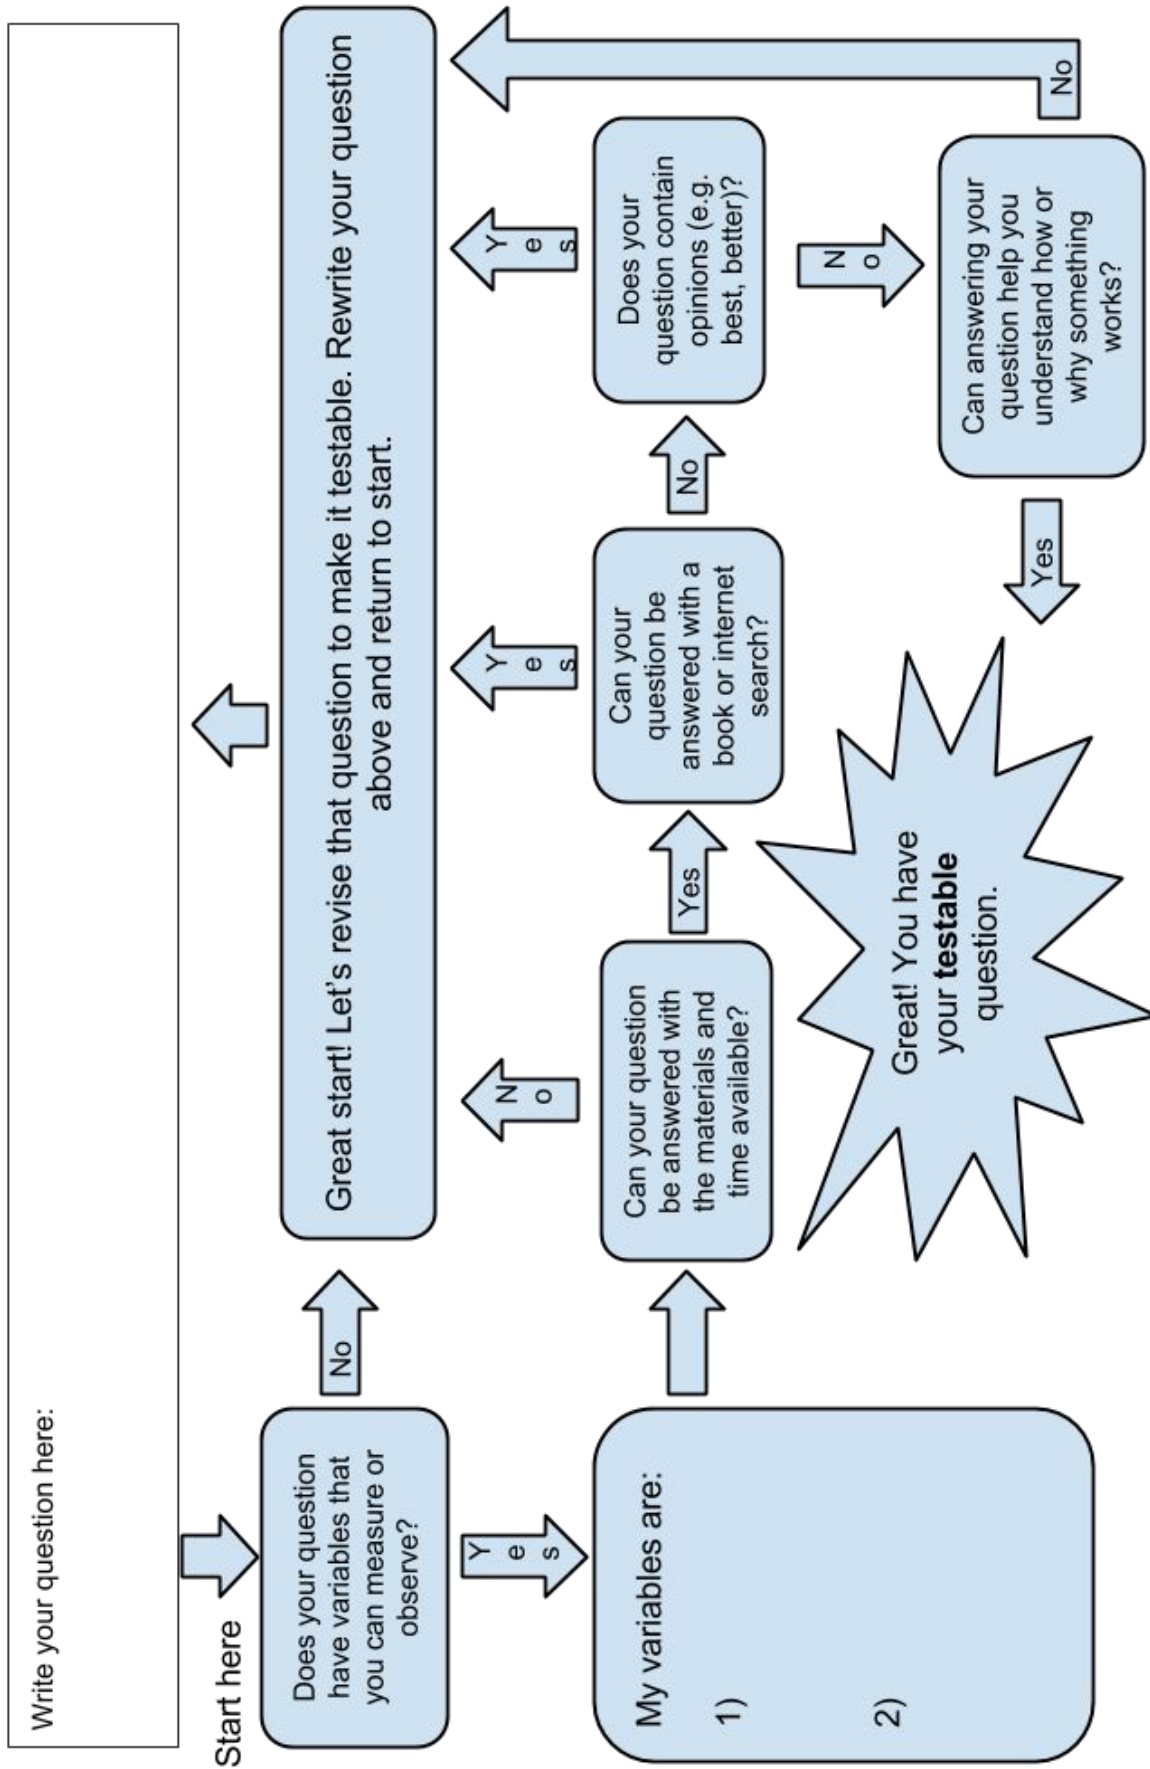 Write your question here:
Start here
Does your question
have variables that
you can measure or
observe?
No
Great start! Let’s revise that question to make it testable. Rewrite your question
above and return to start.
Yes
My variables are:
1)
2)
Can your question
be answered with
the materials and
time available?
No
Yes
Can your
question be
answered with a
book or internet
search?
Yes
No
Does your
question contain
opinions (e.g.
best, better)?
Yes
No
Can answering your
question help you
understand how or
why something
works?
No
Yes
Great! You have
your testable
question.